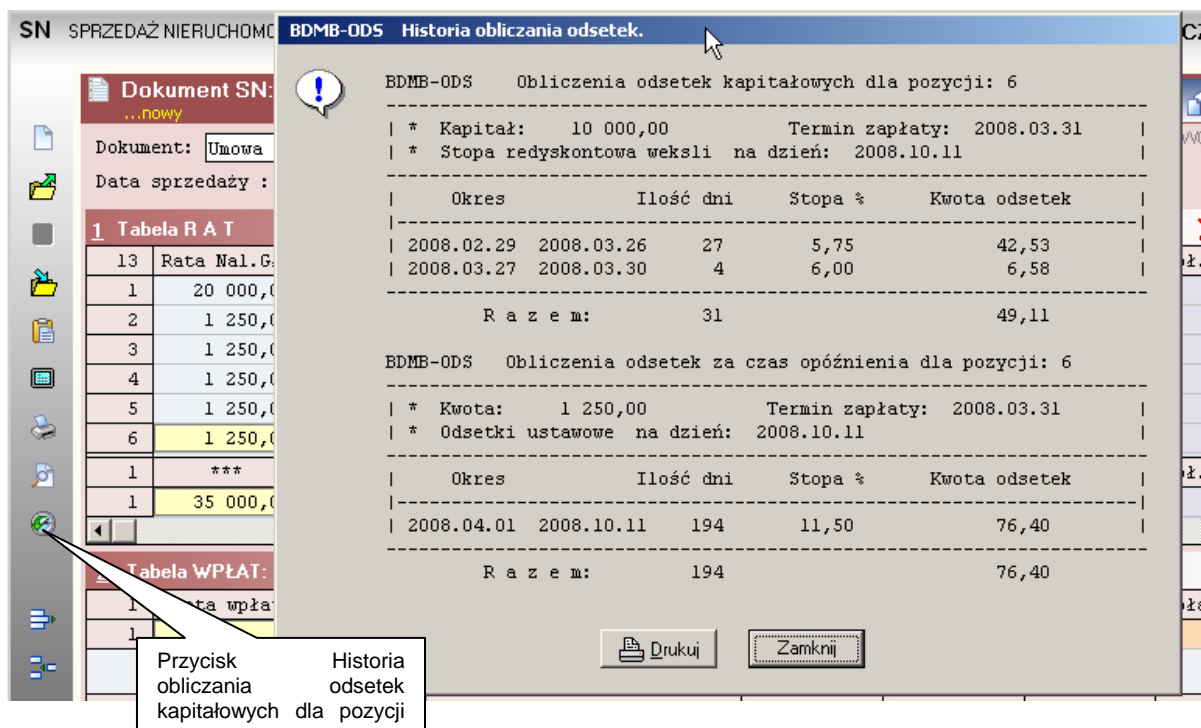 SN SPRZEDAŻ NIERUCHOMO
Dokument SN:
...nowy
Dokument: Umowa
Data sprzedaży :
1 Tabela R A T
13 Rata Nal.G
1 20 000,0
2 1 250,0
3 1 250,0
4 1 250,0
5 1 250,0
6 1 250,0
1 ***
1 35 000,0
Tabela WPŁAT:
1
1
BDMB-ODS Historia obliczania odsetek.
BDMB-ODS Obliczenia odsetek kapitałowych dla pozycji: 6
* Kapitał: 10 000,00 Termin zapłaty: 2008.03.31
* Stopa redyskontowa weksli na dzień: 2008.10.11
Okres Ilość dni Stopa % Kwota odsetek
2008.02.29 2008.03.26 27 5,75 42,53
2008.03.27 2008.03.30 4 6,00 6,58
R a z e m: 31 49,11
BDMB-ODS Obliczenia odsetek za czas opóźnienia dla pozycji: 6
* Kwota: 1 250,00 Termin zapłaty: 2008.03.31
* Odsetki ustawowe na dzień: 2008.10.11
Okres Ilość dni Stopa % Kwota odsetek
2008.04.01 2008.10.11 194 11,50 76,40
R a z e m: 194 76,40
Drukuj Zamknij
Przycisk Historia
obliczania odsetek
kapitałowych dla pozycji